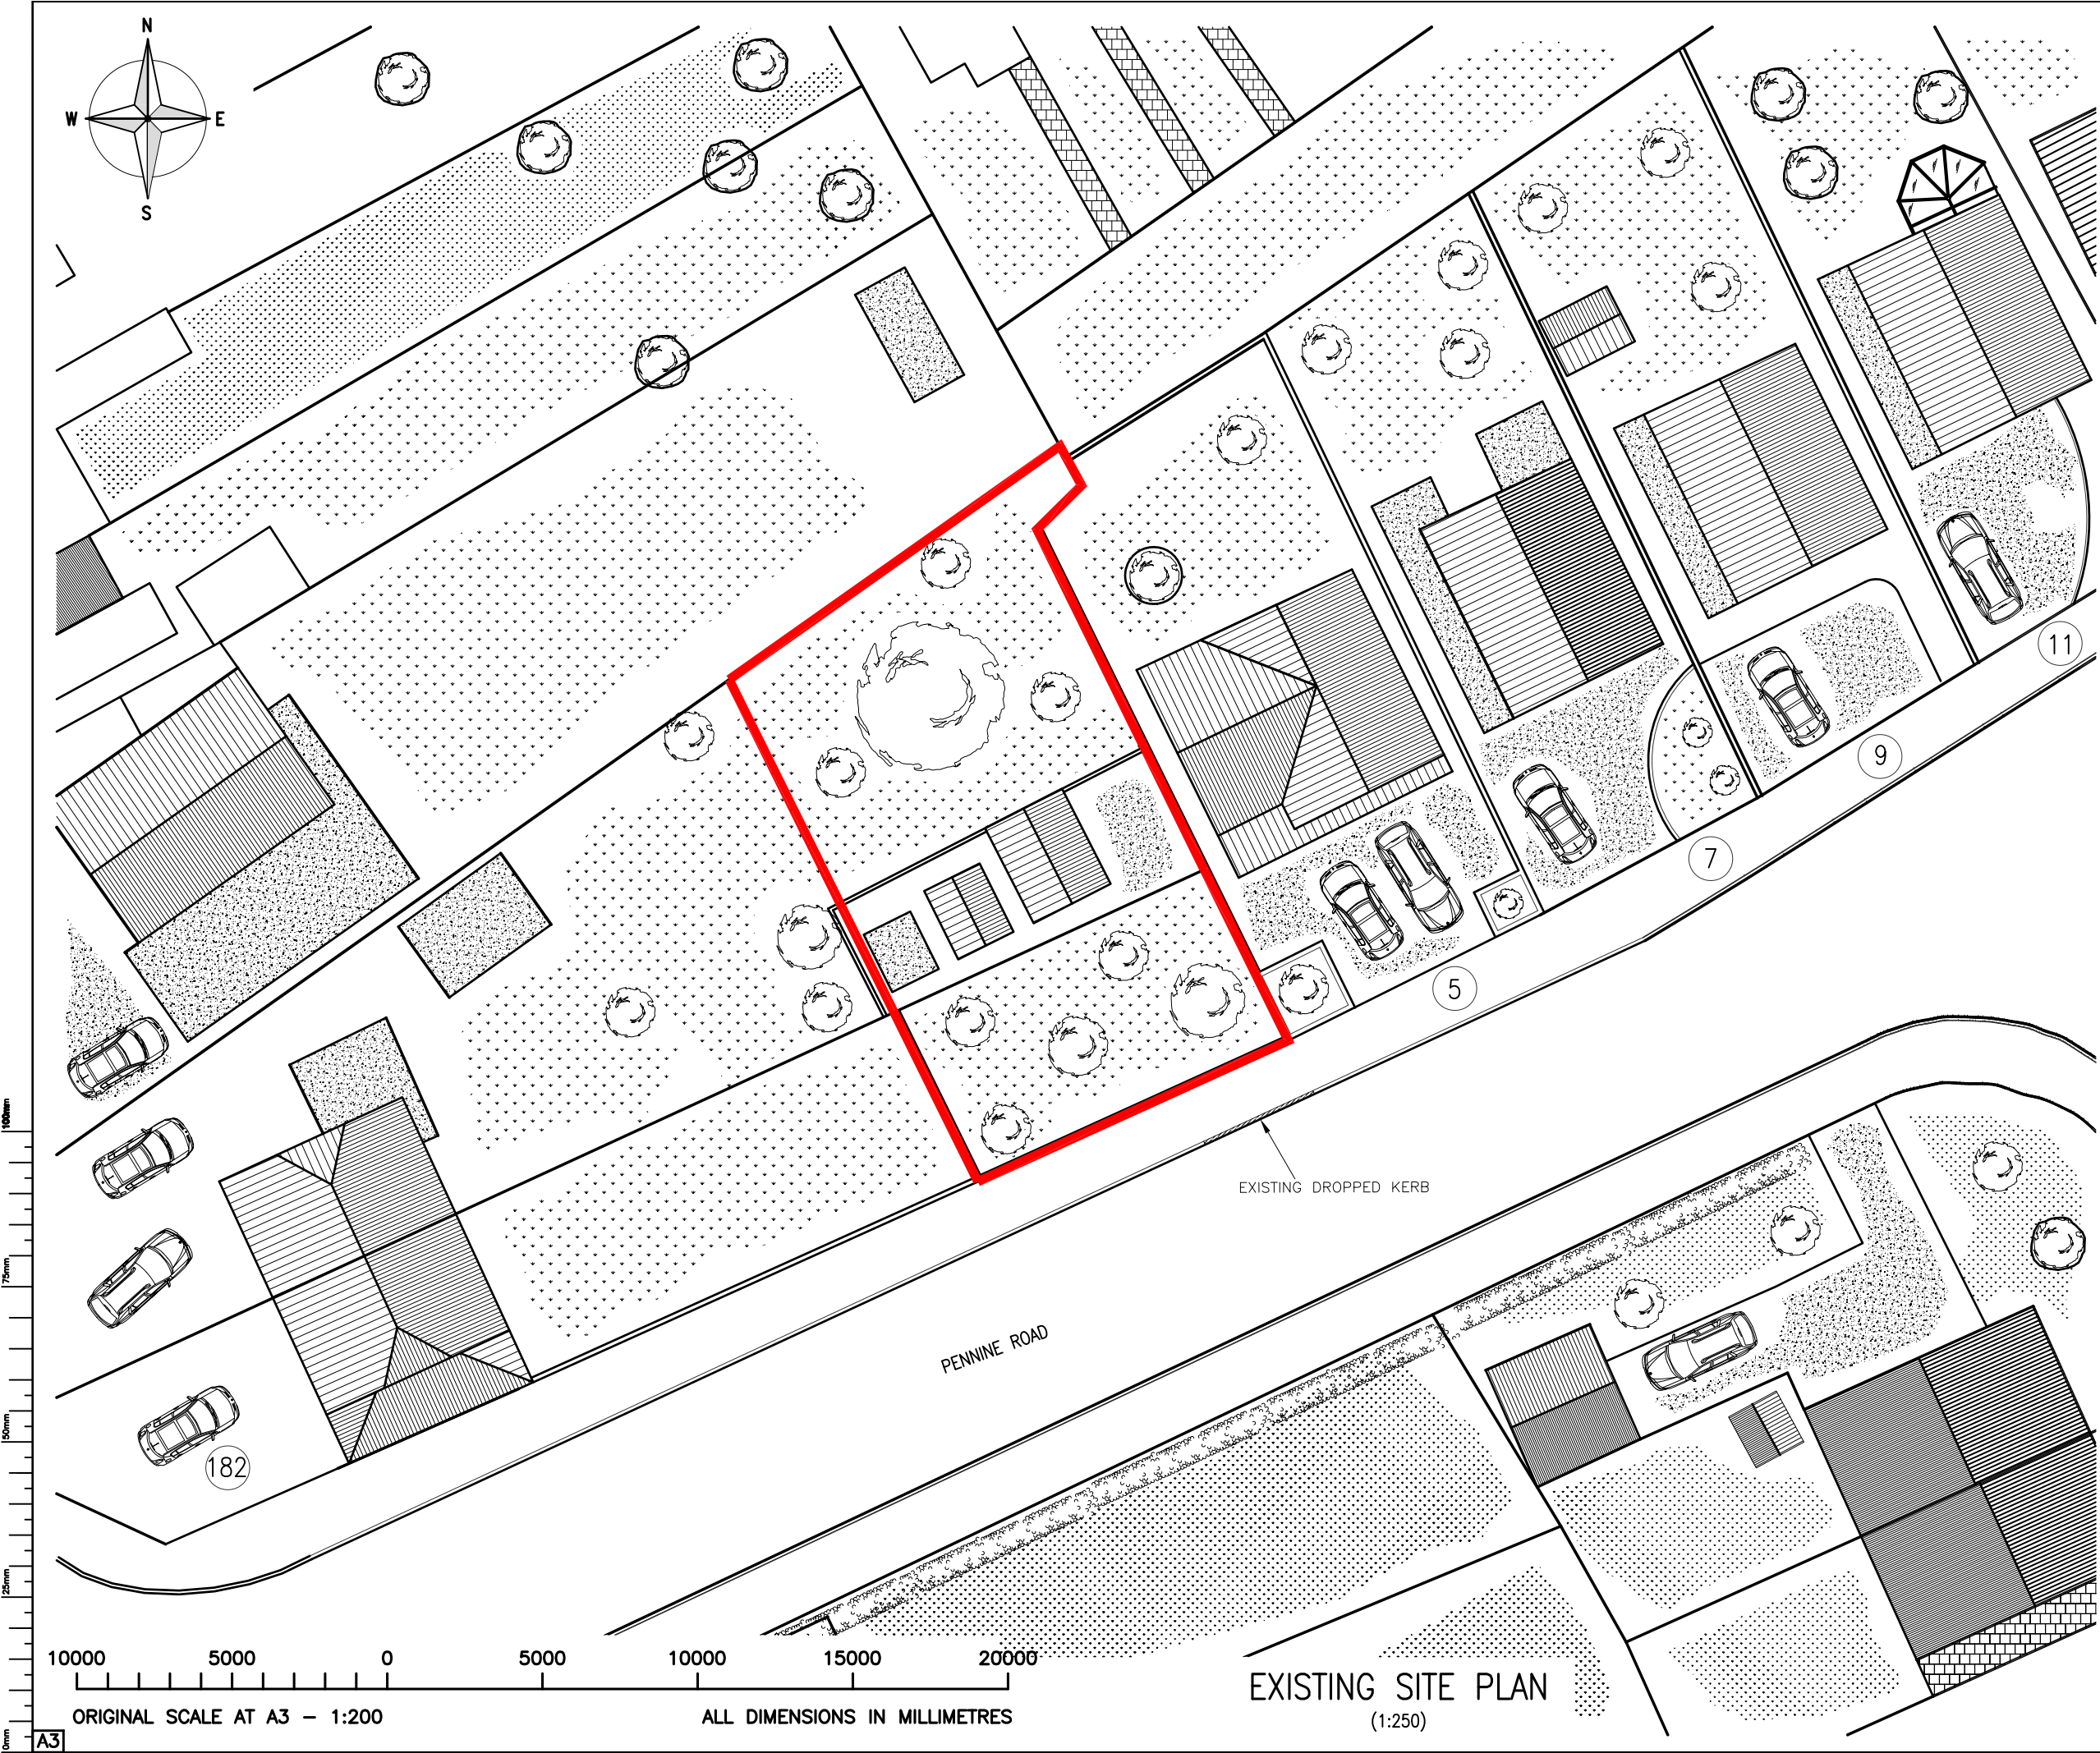 N
W E
S
11
9
7
5
EXISTING DROPPED KERB
PENNINE ROAD
182
100mm
75mm
50mm
25mm
0mm
10000 5000 0 5000 10000 15000 20000
ORIGINAL SCALE AT A3 - 1:200 ALL DIMENSIONS IN MILLIMETRES
EXISTING SITE PLAN
(1:250)
A3